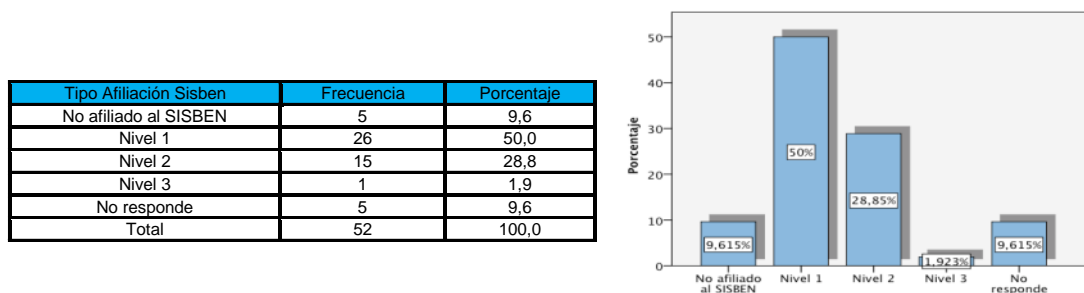 Tipo Afiliación Sisben Frecuencia Porcentaje
No afiliado al SISBEN 5 9,6
Nivel 1 26 50,0
Nivel 2 15 28,8
Nivel 3 1 1,9
No responde 5 9,6
Total 52 100,0
Porcentaje
50
40
30
20
10
0
9,615%
50%
28,85%
1,923%
9,615%
No afiliado
al SISBEN
Nivel 1
Nivel 2
Nivel 3
No
responde